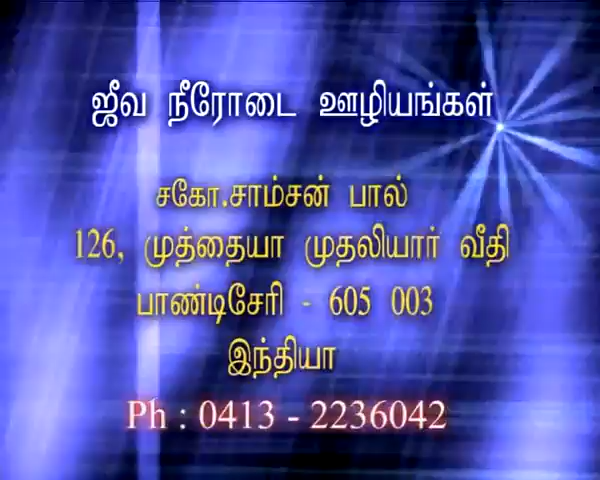 ஜீவ நீரோடை ஊழியங்கள்
சகோ.சாம்சன் பால்
126, முத்தையா முதலியார் வீதி
பாண்டிசேரி - 605 003
இந்தியா
Ph : 0413 - 2236042